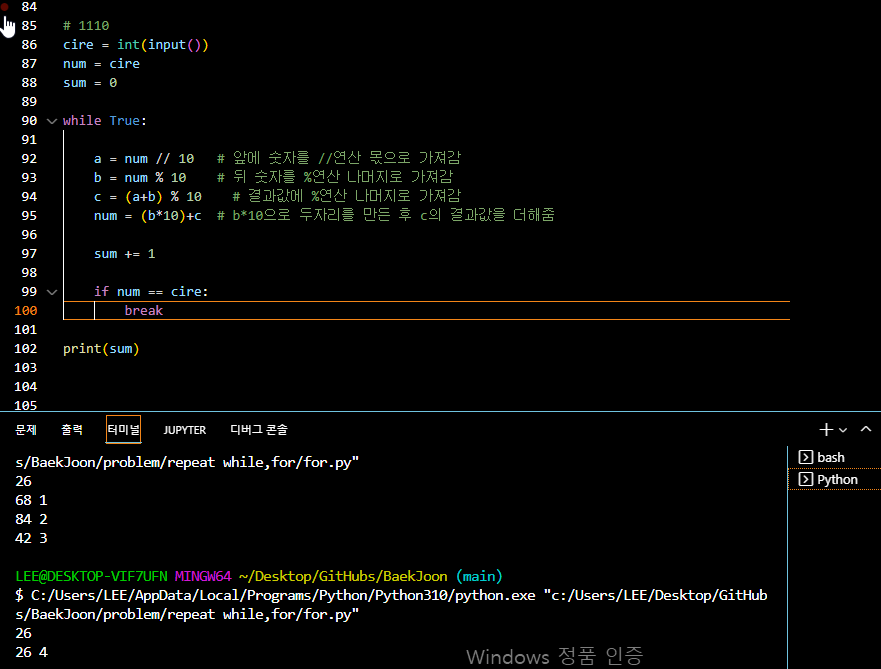 84
85 # 1110
86 cire = int(input())
87 num = cire
88 sum = 0
89
90 while True:
91
92 a = num // 10 # 앞에 숫자를 //연산 몫으로 가져감
93 b = num % 10 # 뒤 숫자를 %연산 나머지로 가져감
94 c = (a+b) % 10 # 결과값에 %연산 나머지로 가져감
95 num = (b*10)+c # b*10으로 두자리를 만든 후 c의 결과값을 더해줌
96
97 sum += 1
98
99 if num == cire:
100 break
101
102 print(sum)
103
104
105
문제 출력 터미널 JUPYTER 디버그 콘솔
bash
Python
s/BaekJoon/problem/repeat while,for/for.py"
26
68 1
84 2
42 3
LEE@DESKTOP-VIF7UFN MINGW64 ~/Desktop/GitHubs/BaekJoon (main)
$ C:/Users/LEE/AppData/Local/Programs/Python/Python310/python.exe "c:/Users/LEE/Desktop/GitHub
s/BaekJoon/problem/repeat while,for/for.py"
26
26 4
Windows 정품 인증